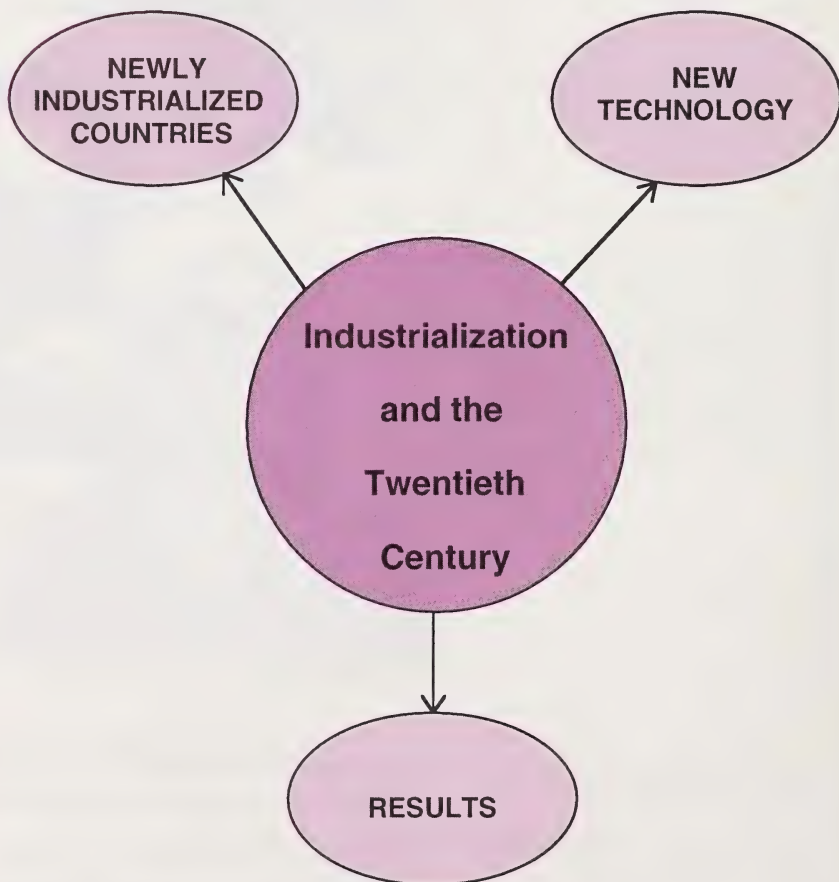 NEWLY
INDUSTRIALIZED
COUNTRIES
NEW
TECHNOLOGY
Industrialization
and the
Twentieth
Century
RESULTS